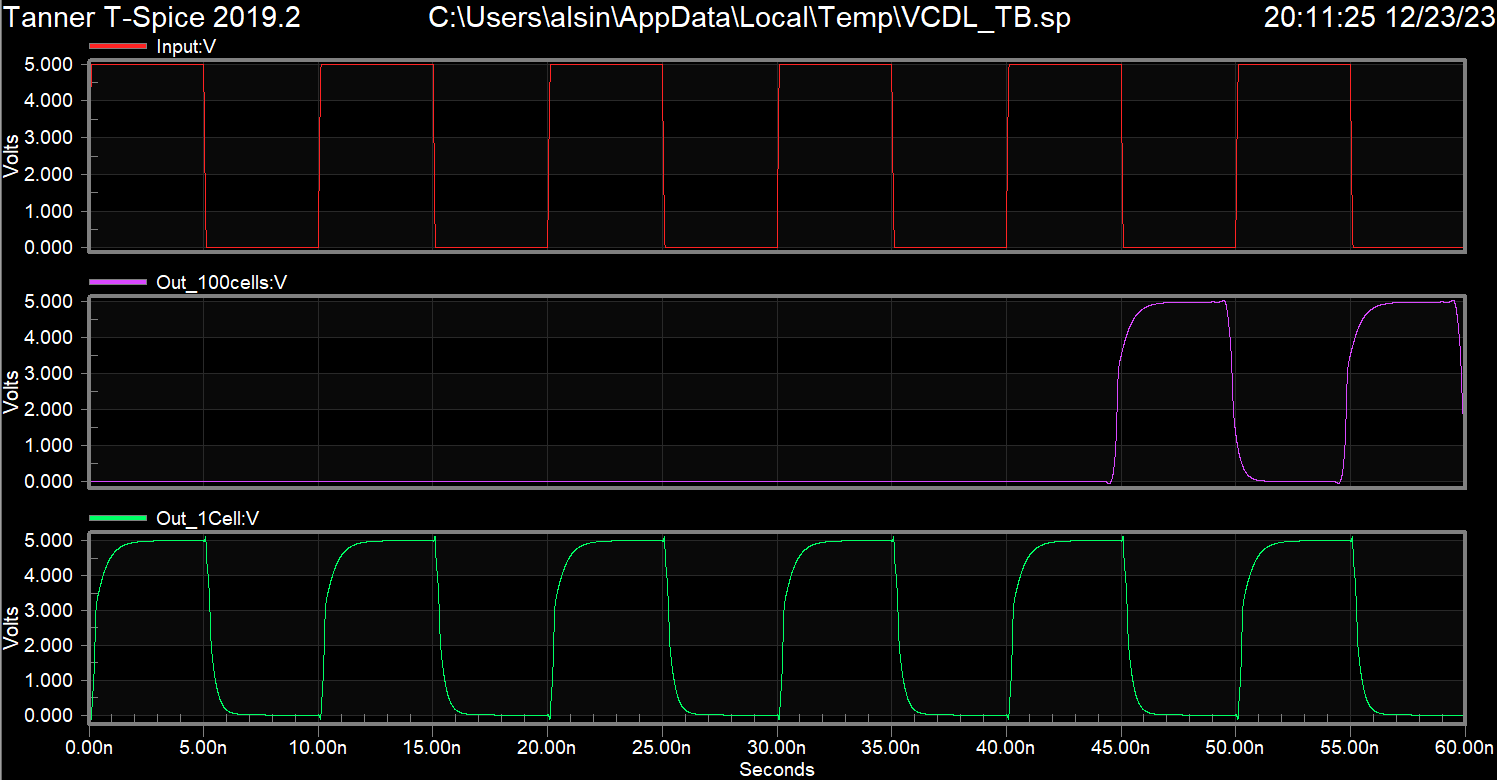 Tanner T-Spice 2019.2 C:\Users\alsin\AppData\Local\Temp\VCDL_TB.sp 20:11:25 12/23/23
Input:V
5.000
4.000
3.000
2.000
1.000
0.000
Volts
Out_100cells:V
5.000
4.000
3.000
2.000
1.000
0.000
Volts
Out_1Cell:V
5.000
4.000
3.000
2.000
1.000
0.000
Volts
0.00n 5.00n 10.00n 15.00n 20.00n 25.00n 30.00n 35.00n 40.00n 45.00n 50.00n 55.00n 60.00n
Seconds